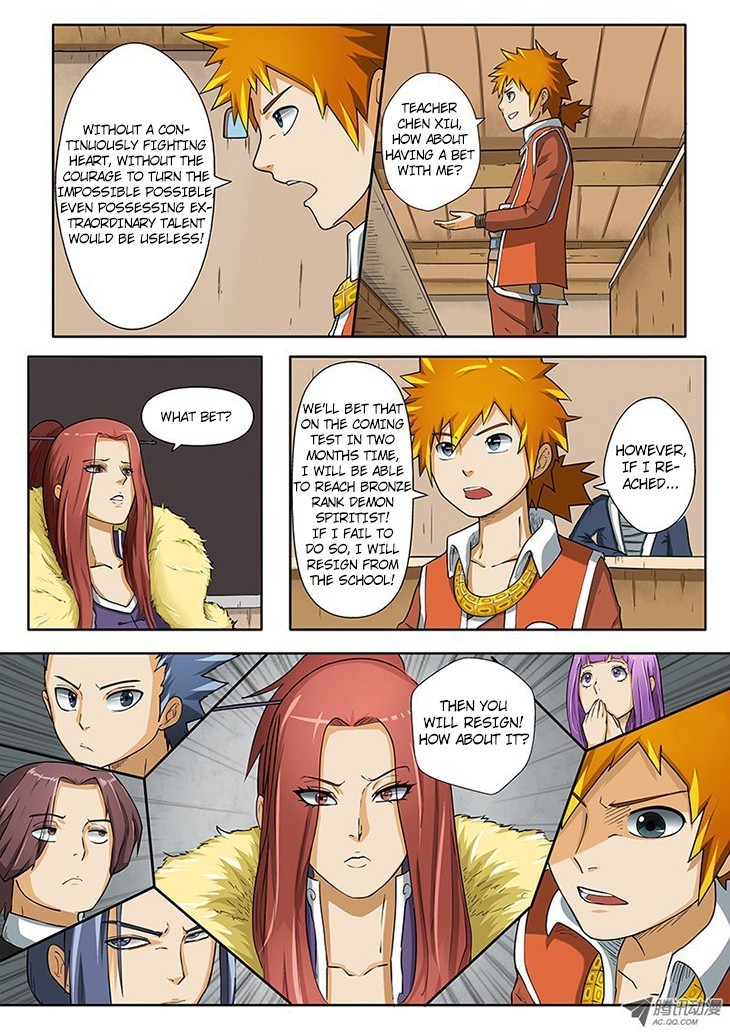 WITHOUT A CON-
TINUOUSLY FIGHTING
HEART, WITHOUT THE
COURAGE TO TURN THE
IMPOSSIBLE POSSIBLE
EVEN POSSESSING EX-
TRAORDINARY TALENT
WOULD BE USELESS!
TEACHER
CHEN XIU,
HOW ABOUT
HAVING A BET
WITH ME?
WHAT BET?
WE'LL BET THAT
ON THE COMING
TEST IN TWO
MONTHS TIME,
I WILL BE ABLE
TO REACH BRONZE
RANK DEMON
SPIRITIST!
IF I FAIL TO
DO SO, I WILL
RESIGN FROM
THE SCHOOL!
HOWEVER,
IF I RE-
ACHED...
THEN YOU
WILL RESIGN!
HOW ABOUT IT?
腾讯动漫
AC.QQ.COM